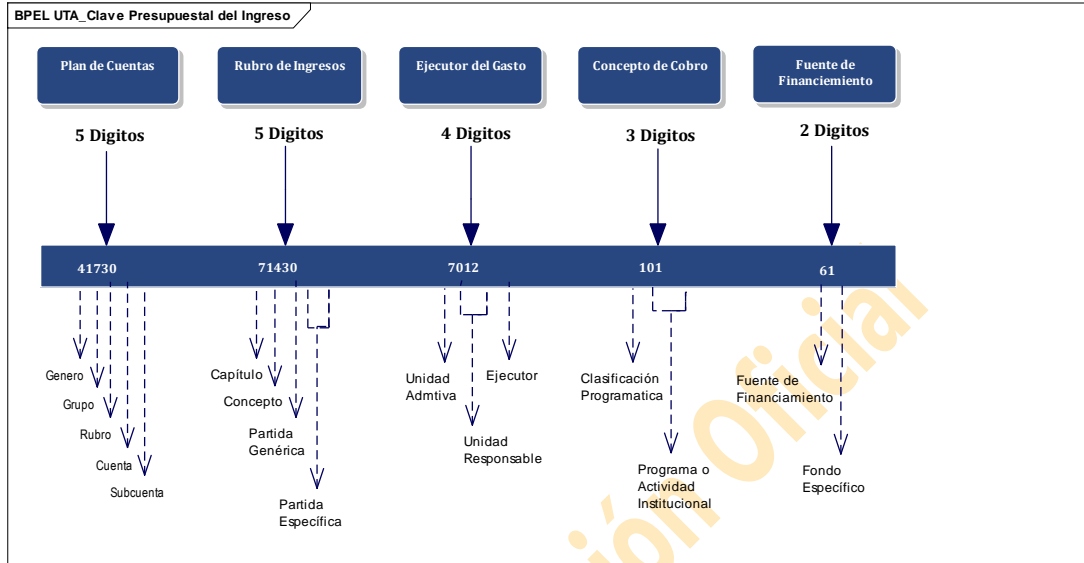 BPEL UTA_Clave Presupuestal del Ingreso
Plan de Cuentas
Rubro de Ingresos
Ejecutor del Gasto
Concepto de Cobro
Fuente de
Financiemiento
5 Digitos
5 Digitos
4 Digitos
3 Digitos
2 Digitos
41730
71430
7012
101
61
Genero
Grupo
Rubro
Cuenta
Subcuenta
Capítulo
Concepto
Partida
Genérica
Partida
Específica
Unidad
Admtiva
Ejecutor
Unidad
Responsable
Clasificación
Programatica
Programa o
Actividad
Institucional
Fuente de
Financiamiento
Fondo
Específico
ión Oficial